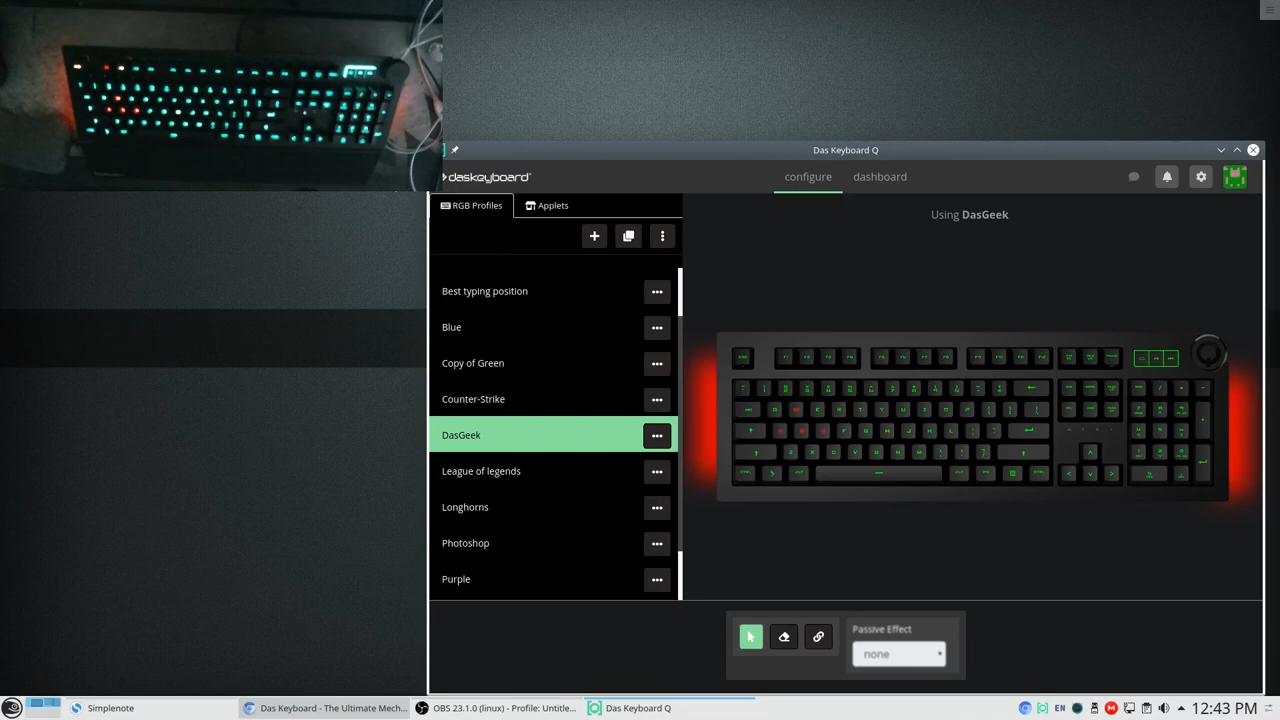 Das Keyboard Q
daskeyboard
configure
dashboard
RGB Profiles
Applets
Using DasGeek
Best typing position
Blue
Copy of Green
Counter-Strike
DasGeek
League of legends
Longhorns
Photoshop
Purple
Passive Effect
none
Simplenote
Das Keyboard - The Ultimate Mech...
OBS 23.1.0 (linux) - Profile: Untitle...
Das Keyboard Q
EN
12:43 PM